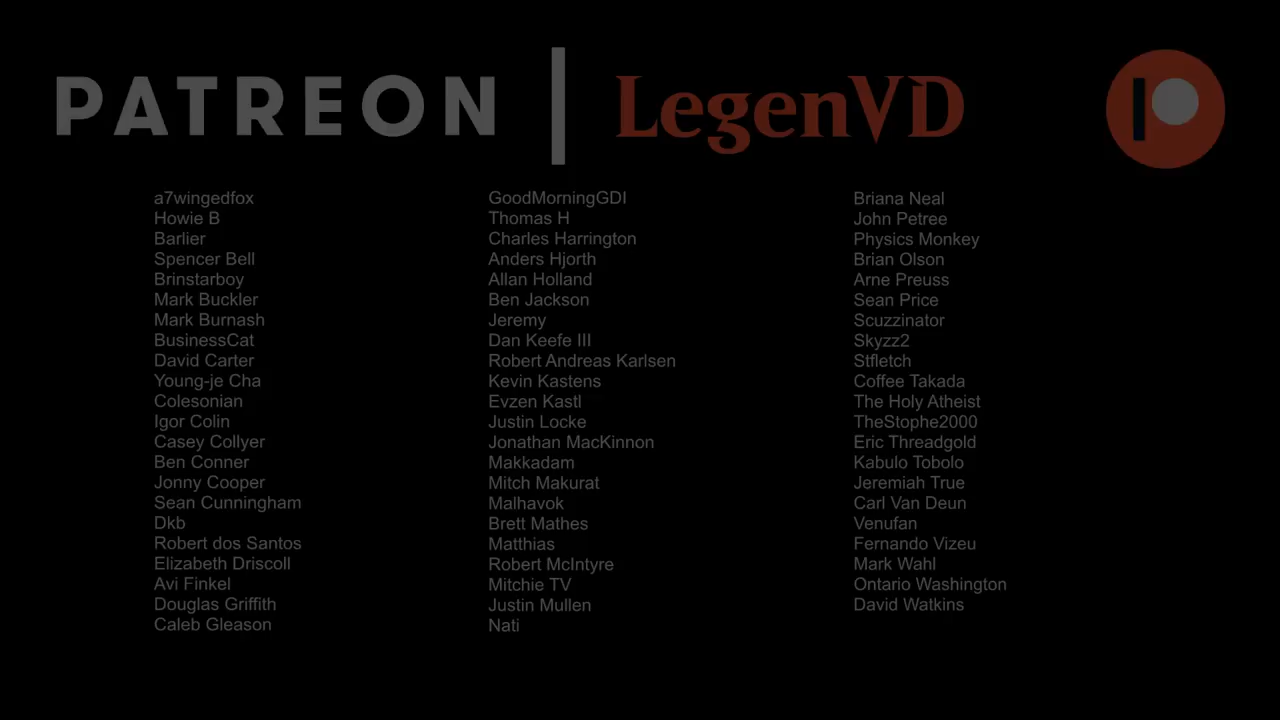 PATREON | LegenVD
a7wingedfox
Howie B
Barlier
Spencer Bell
Brinstarboy
Mark Buckler
Mark Burnash
BusinessCat
David Carter
Young-je Cha
Colesonian
Igor Colin
Casey Collyer
Ben Conner
Jonny Cooper
Sean Cunningham
Dkb
Robert dos Santos
Elizabeth Driscoll
Avi Finkel
Douglas Griffith
Caleb Gleason
GoodMorningGDI
Thomas H
Charles Harrington
Anders Hjorth
Allan Holland
Ben Jackson
Jeremy
Dan Keefe III
Robert Andreas Karlsen
Kevin Kastens
Evzen Kastl
Justin Locke
Jonathan MacKinnon
Makkadam
Mitch Makurat
Malhavok
Brett Mathes
Matthias
Robert McIntyre
Mitchie TV
Justin Mullen
Nati
Briana Neal
John Petree
Physics Monkey
Brian Olson
Arne Preuss
Sean Price
Scuzzinator
Skyzz2
Stfletch
Coffee Takada
The Holy Atheist
TheStophe2000
Eric Threadgold
Kabulo Tobolo
Jeremiah True
Carl Van Deun
Venufan
Fernando Vizeu
Mark Wahl
Ontario Washington
David Watkins